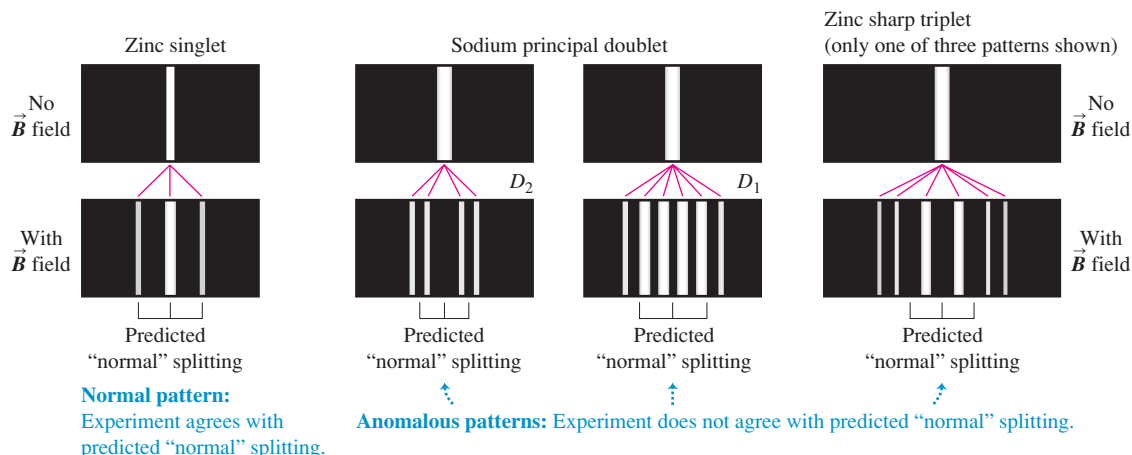 Zinc singlet
Sodium principal doublet
Zinc sharp triplet
(only one of three patterns shown)
No
B⃗ field
No
B⃗ field
D₂
D₁
With
B⃗ field
With
B⃗ field
Predicted
“normal” splitting
Predicted
“normal” splitting
Predicted
“normal” splitting
Predicted
“normal” splitting
Normal pattern:
Experiment agrees with
predicted “normal” splitting.
Anomalous patterns: Experiment does not agree with predicted “normal” splitting.